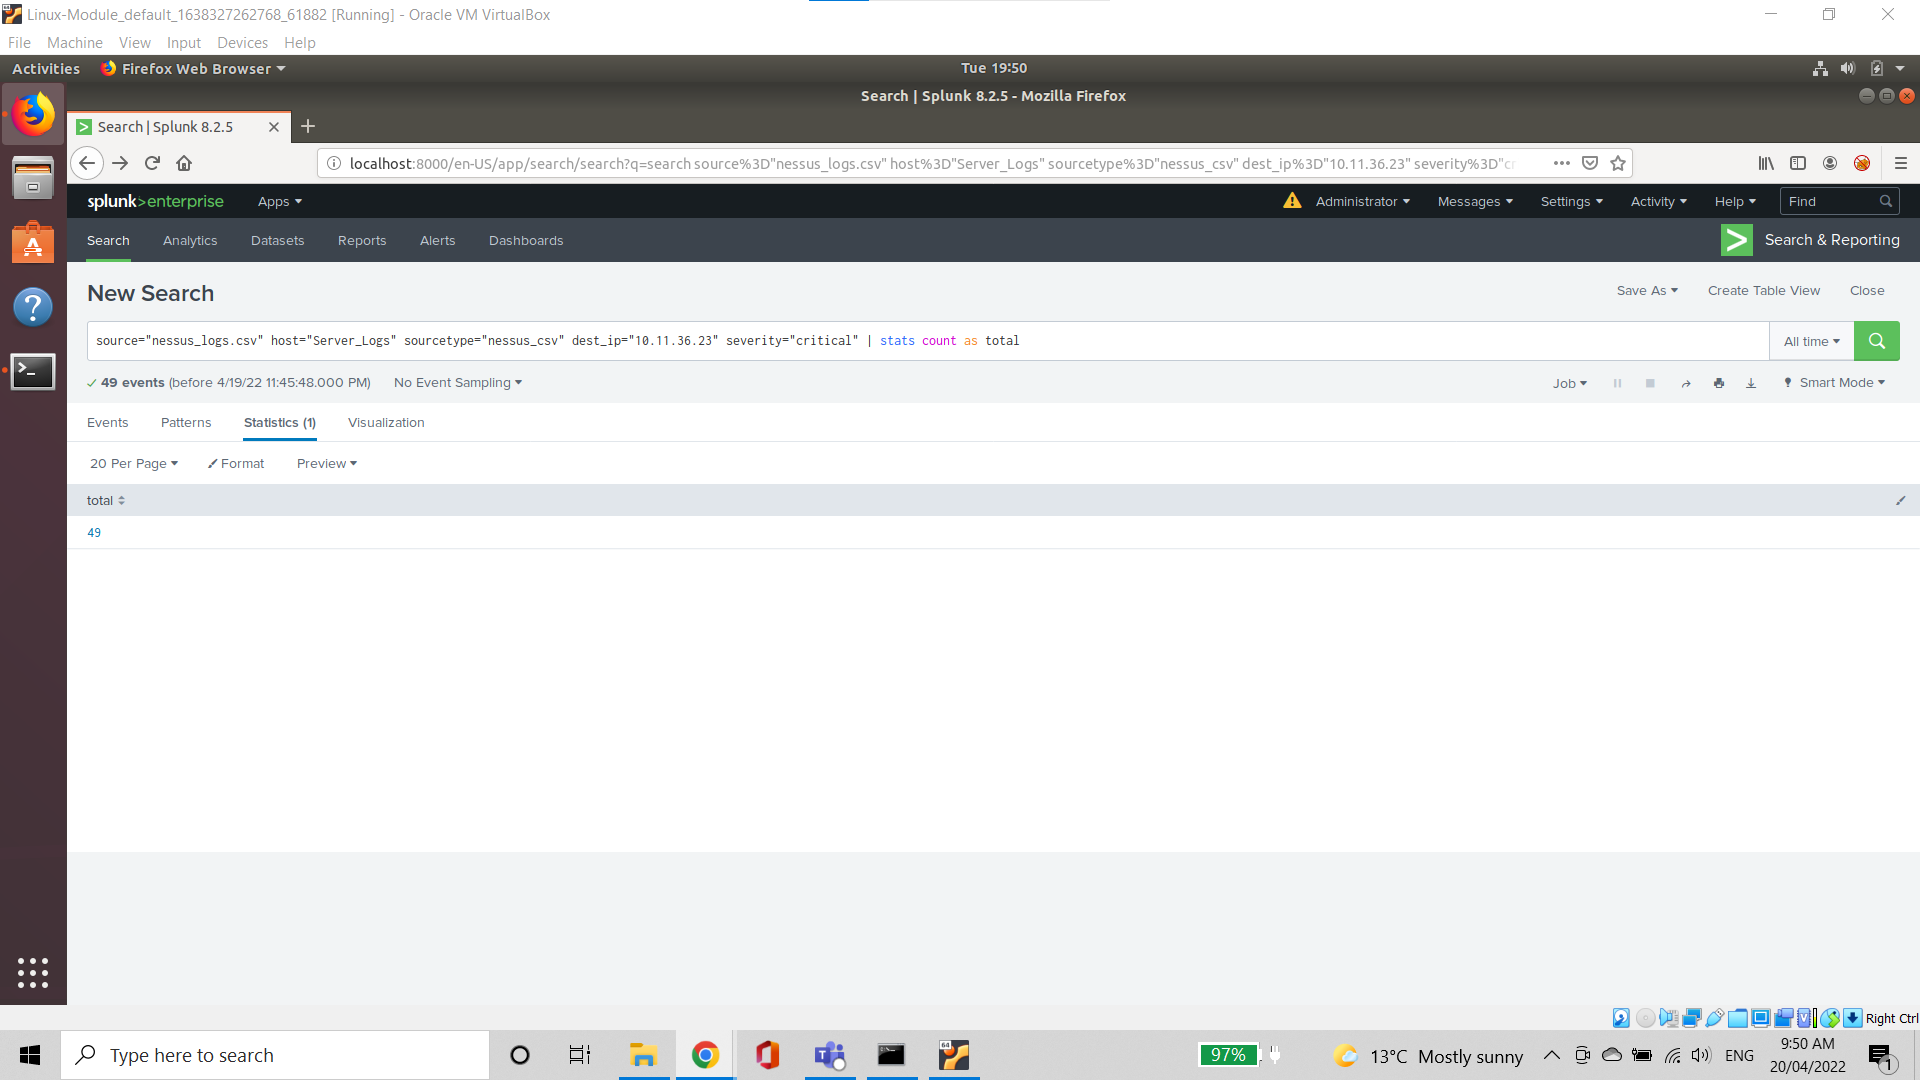 Linux-Module_default_1638327262768_61882 [Running] - Oracle VM VirtualBox
File Machine View Input Devices Help
Activities Firefox Web Browser Tue 19:50
Search | Splunk 8.2.5 - Mozilla Firefox
Search | Splunk 8.2.5
localhost:8000/en-US/app/search/search?q=search source%3D"nessus_logs.csv" host%3D"Server_Logs" sourcetype%3D"nessus_csv" dest_ip%3D"10.11.36.23" severity%3D"cr
splunk>enterprise Apps Administrator Messages Settings Activity Help Find
Search Analytics Datasets Reports Alerts Dashboards Search & Reporting
New Search Save As Create Table View Close
source="nessus_logs.csv" host="Server_Logs" sourcetype="nessus_csv" dest_ip="10.11.36.23" severity="critical" | stats count as total All time
49 events (before 4/19/22 11:45:48.000 PM) No Event Sampling Job Smart Mode
Events Patterns Statistics (1) Visualization
20 Per Page Format Preview
total
49
Right Ctrl
Type here to search 97% 13°C Mostly sunny ENG 9:50 AM
20/04/2022 1